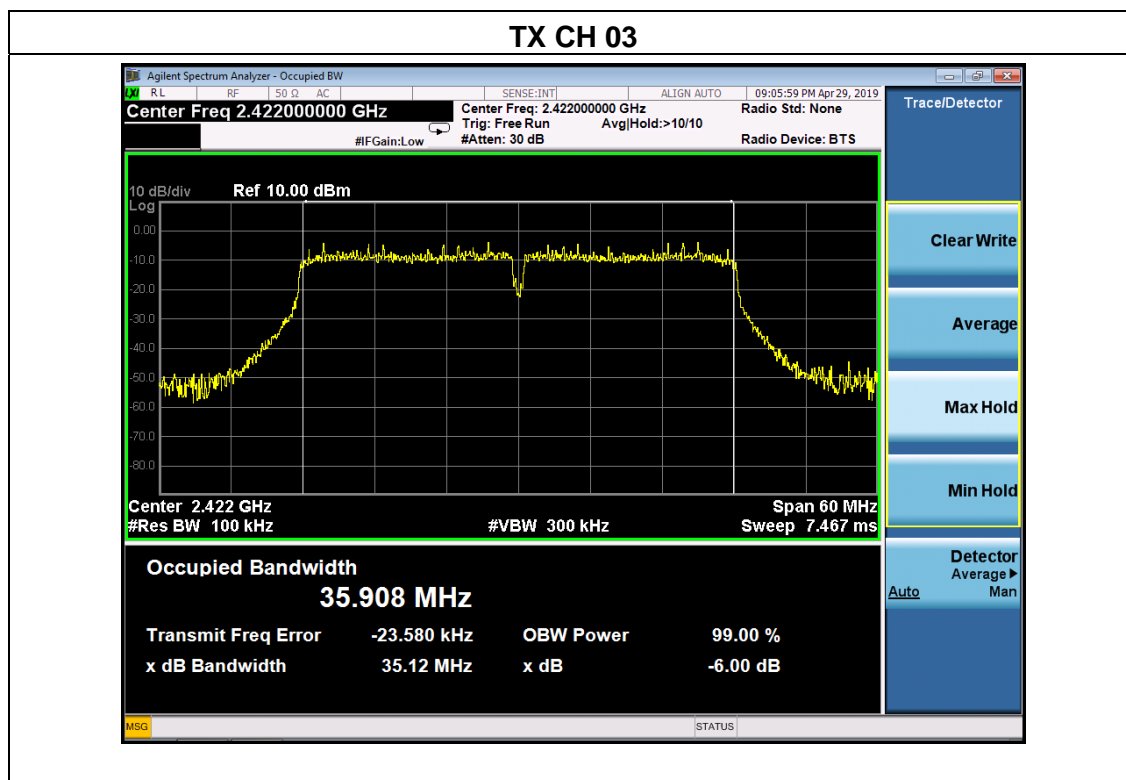 TX CH 03
Agilent Spectrum Analyzer - Occupied BW
LXI RL RF 50 Ω AC SENSE:INT ALIGN AUTO 09:05:59 PM Apr 29, 2019
Center Freq 2.422000000 GHz
Center Freq: 2.422000000 GHz Radio Std: None
Trig: Free Run Avg|Hold:>10/10
#IFGain:Low #Atten: 30 dB Radio Device: BTS
Trace/Detector
10 dB/div Ref 10.00 dBm
Log
0.00
-10.0
-20.0
-30.0
-40.0
-50.0
-60.0
-70.0
-80.0
Center 2.422 GHz Span 60 MHz
#Res BW 100 kHz #VBW 300 kHz Sweep 7.467 ms
Clear Write
Average
Max Hold
Min Hold
Detector
Average
Auto Man
Occupied Bandwidth
35.908 MHz
Transmit Freq Error -23.580 kHz OBW Power 99.00 %
x dB Bandwidth 35.12 MHz x dB -6.00 dB
MSG STATUS